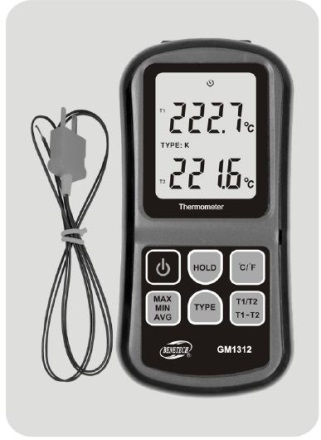 T1
222.7 °C
TYPE: K
T2
221.6 °C
Thermometer
HOLD
°C/°F
MAX
MIN
AVG
TYPE
T1/T2
T1-T2
BENETECH ®
GM1312